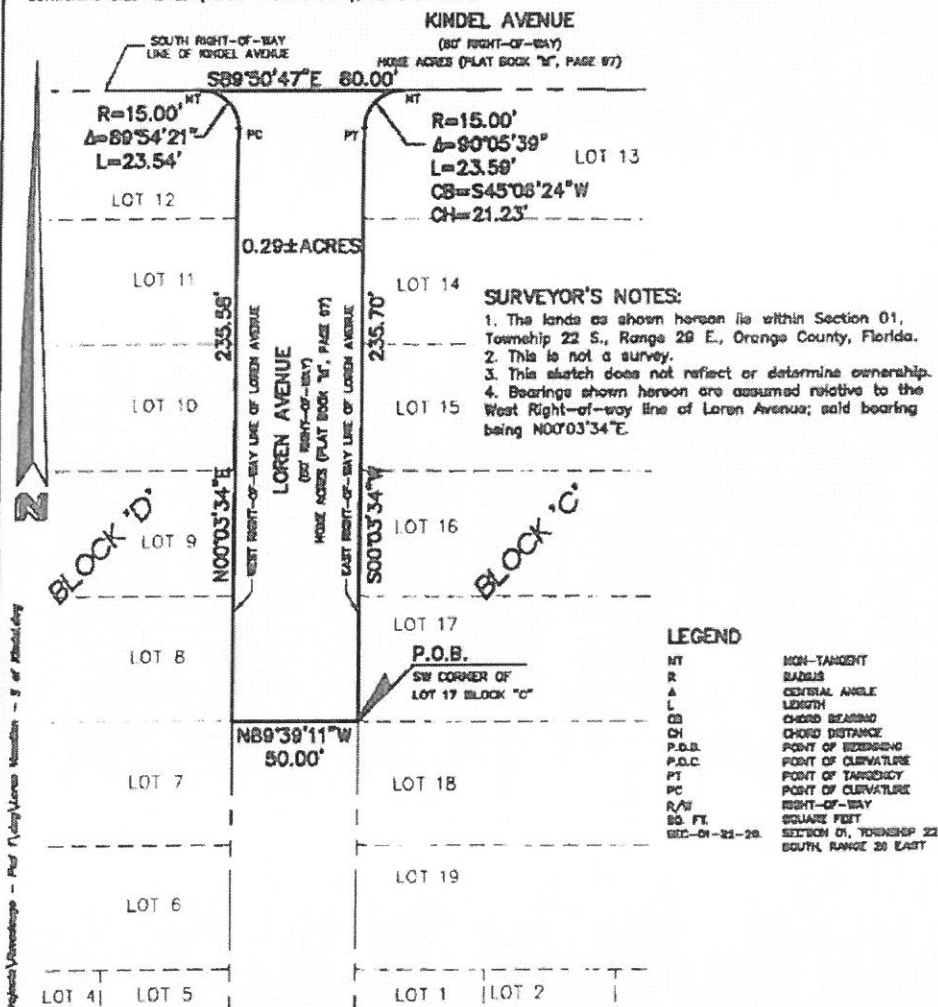 KINDEL AVENUE
(80' RIGHT-OF-WAY)
HOME ACRES (PLAT BOOK "M", PAGE 97)
SOUTH RIGHT-OF-WAY
LINE OF KINDEL AVENUE
S89°50'47"E 80.00'
NT
NT
R=15.00'
Δ=89°54'21"
L=23.54'
PC
PT
R=15.00'
Δ=90°05'39"
L=23.59'
CB=S45°08'24"W
CH=21.23'
LOT 13
LOT 12
0.29±ACRES
LOT 11
LOT 14
235.56'
235.70'
WEST RIGHT-OF-WAY LINE OF LOREN AVENUE
LOREN AVENUE
HOME ACRES (PLAT BOOK "M", PAGE 97)
EAST RIGHT-OF-WAY LINE OF LOREN AVENUE
SURVEYOR'S NOTES:
1. The lands as shown hereon lie within Section 01,
Township 22 S., Range 29 E., Orange County, Florida.
2. This is not a survey.
3. This sketch does not reflect or determine ownership.
4. Bearings shown hereon are assumed relative to the
West Right-of-way line of Loren Avenue; said bearing
being N00°03'34"E.
LOT 10
LOT 15
N00°03'34"E
S00°03'34"W
BLOCK "D"
LOT 9
LOT 16
BLOCK "C"
LOT 8
LOT 17
P.O.B.
SW CORNER OF
LOT 17 BLOCK "C"
N89°39'11"W
50.00'
LOT 7
LOT 18
LOT 6
LOT 19
LOT 4
LOT 5
LOT 1
LOT 2
LEGEND
NT NON-TANGENT
R RADIUS
Δ CENTRAL ANGLE
L LENGTH
CB CHORD BEARING
CH CHORD DISTANCE
P.O.B. POINT OF BEGINNING
P.O.C. POINT OF CURVATURE
PT POINT OF TANGENCY
PC POINT OF CURVATURE
R/W RIGHT-OF-WAY
SQ. FT. SQUARE FEET
SEC-01-22-29. SECTION 01, TOWNSHIP 22
SOUTH, RANGE 29 EAST